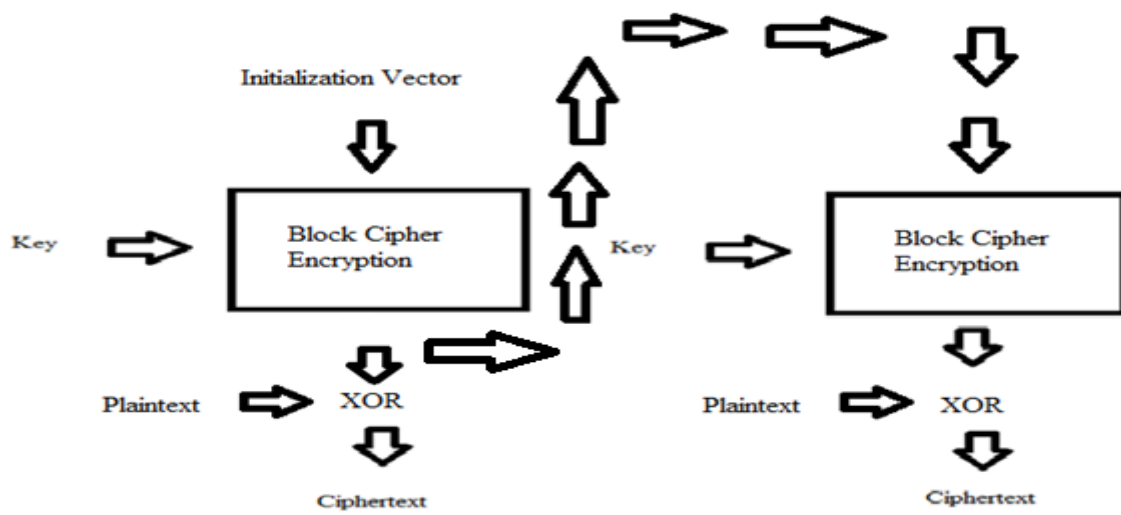 Initialization Vector
Key
Block Cipher
Encryption
Key
Block Cipher
Encryption
Plaintext
XOR
Plaintext
XOR
Ciphertext
Ciphertext